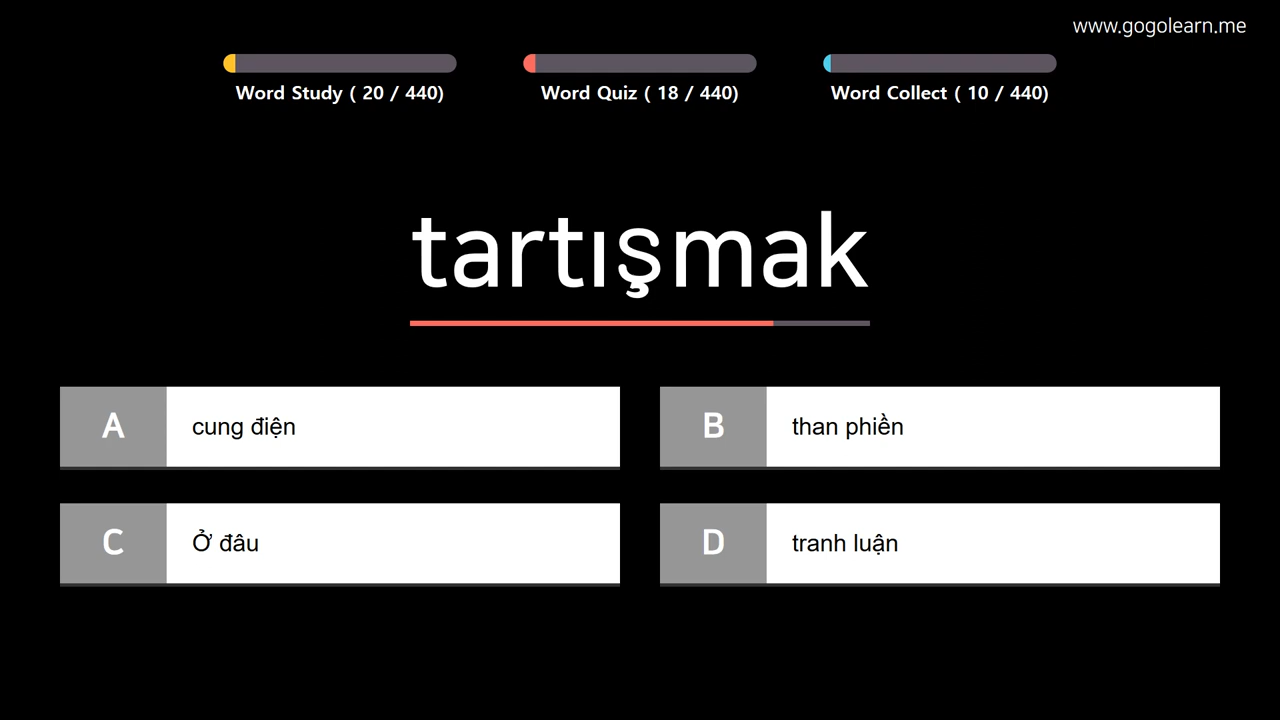 www.gogolearn.me
Word Study ( 20 / 440)
Word Quiz ( 18 / 440)
Word Collect ( 10 / 440)
tartışmak
A cung điện
B than phiền
C Ở đâu
D tranh luận